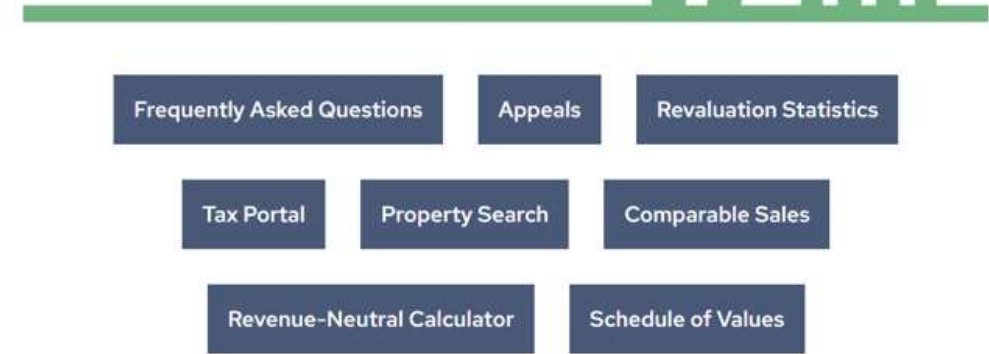 Frequently Asked Questions
Appeals
Revaluation Statistics
Tax Portal
Property Search
Comparable Sales
Revenue-Neutral Calculator
Schedule of Values